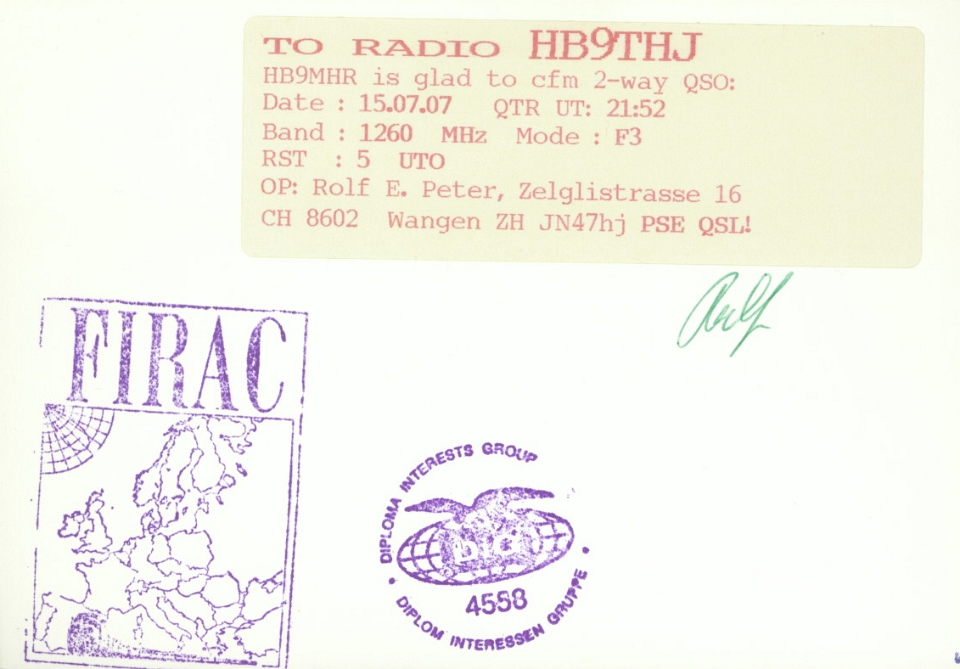 TO RADIO HB9THJ
HB9MHR is glad to cfm 2-way QSO:
Date : 15.07.07 QTR UT: 21:52
Band : 1260 MHz Mode : F3
RST : 5 UTO
OP: Rolf E. Peter, Zelglistrasse 16
CH 8602 Wangen ZH JN47hj PSE QSL!
Rolf
FIRAC
DIPLOMA INTERESTS GROUP
4558
DIPLOM INTERESSEN GRUPPE